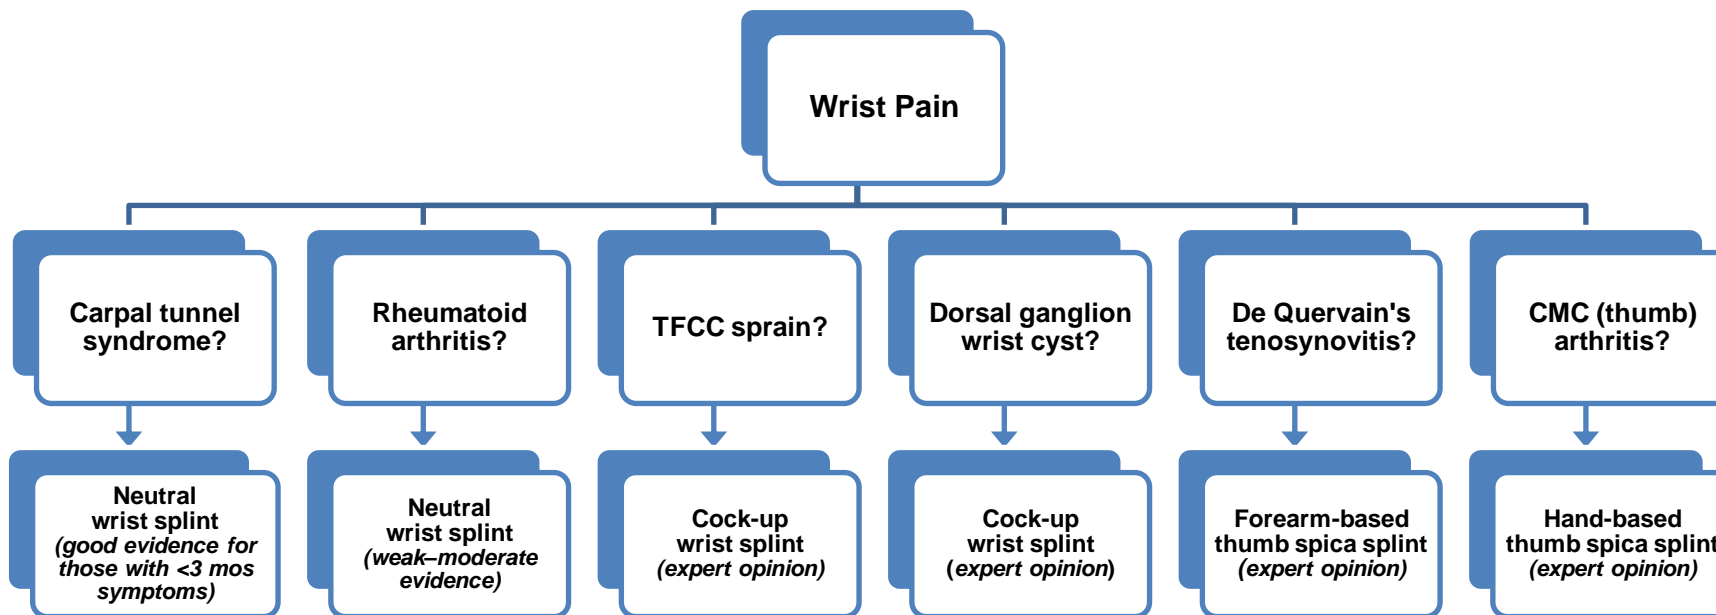 Wrist Pain
Carpal tunnel
syndrome?
Rheumatoid
arthritis?
TFCC sprain?
Dorsal ganglion
wrist cyst?
De Quervain's
tenosynovitis?
CMC (thumb)
arthritis?
Neutral
wrist splint
(good evidence for
those with <3 mos
symptoms)
Neutral
wrist splint
(weak–moderate
evidence)
Cock-up
wrist splint
(expert opinion)
Cock-up
wrist splint
(expert opinion)
Forearm-based
thumb spica splint
(expert opinion)
Hand-based
thumb spica splint
(expert opinion)